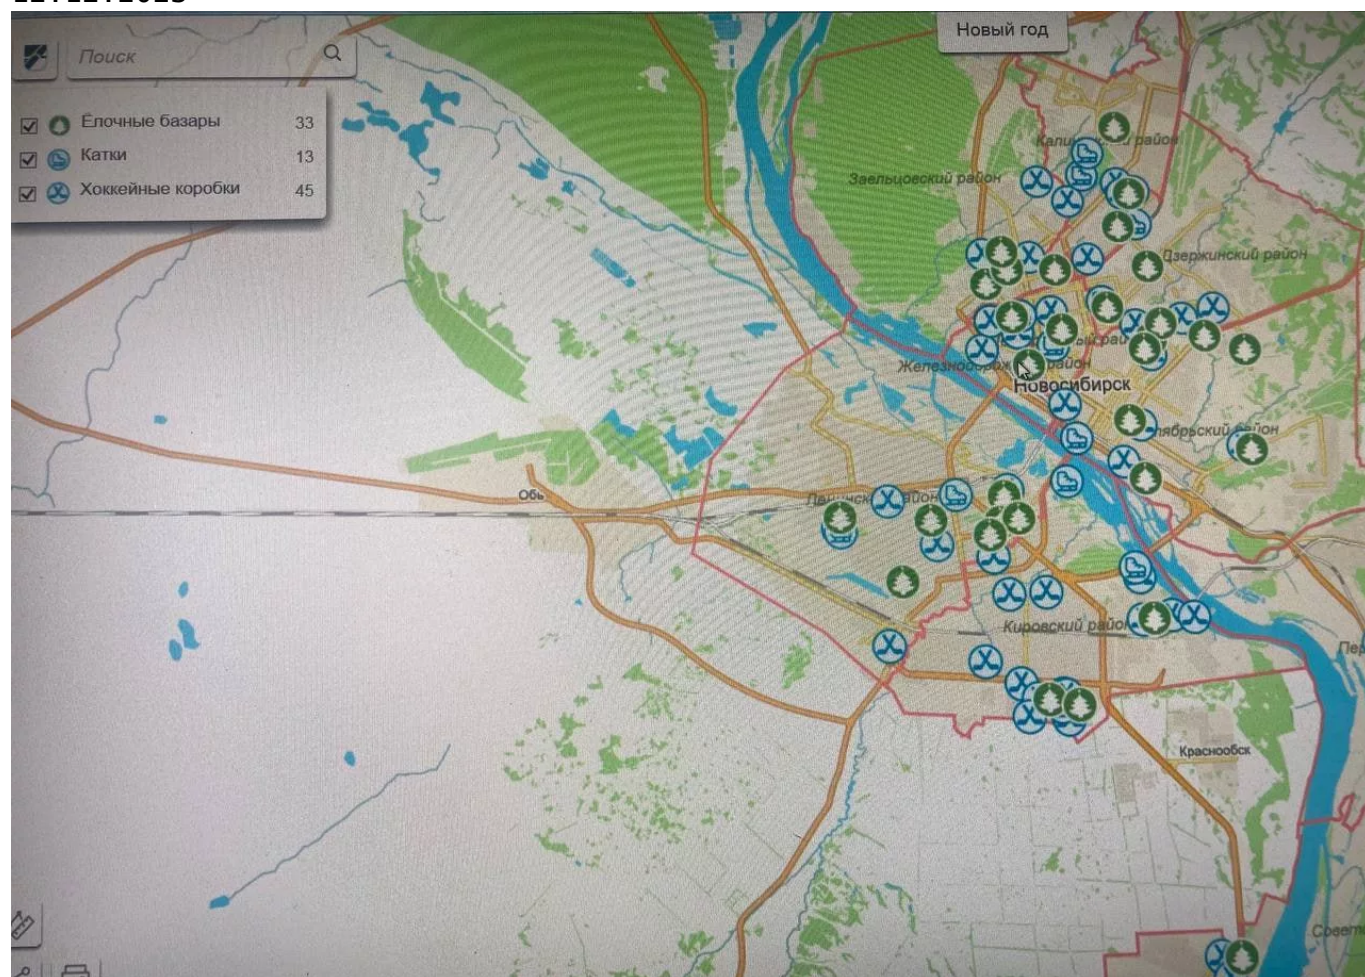 Новый год
Поиск
Ёлочные базары 33
Катки 13
Хоккейные коробки 45
Заельцовский район
Дзержинский район
Новосибирск
Обь
Кировский район
Краснообск